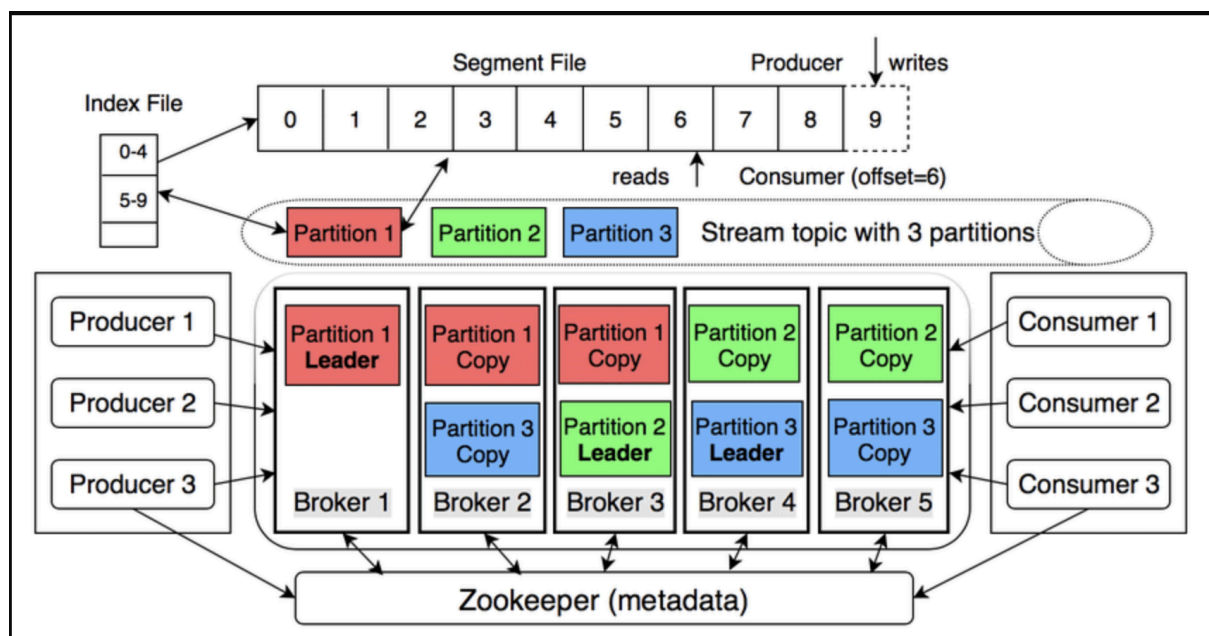 Segment File
Producer
writes
Index File
0 1 2 3 4 5 6 7 8 9
0-4
5-9
reads
Consumer (offset=6)
Partition 1
Partition 2
Partition 3
Stream topic with 3 partitions
Producer 1
Producer 2
Producer 3
Partition 1
Leader
Broker 1
Partition 1
Copy
Partition 3
Copy
Broker 2
Partition 1
Copy
Partition 2
Leader
Broker 3
Partition 2
Copy
Partition 3
Leader
Broker 4
Partition 2
Copy
Partition 3
Copy
Broker 5
Consumer 1
Consumer 2
Consumer 3
Zookeeper (metadata)